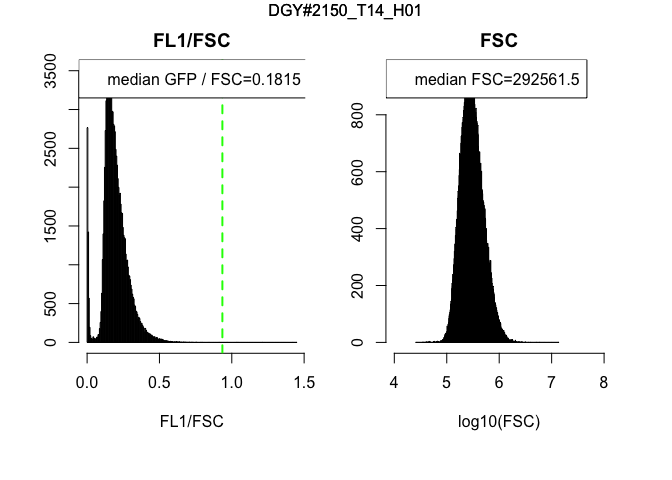 DGY#2150_T14_H01
FL1/FSC
FSC
median GFP / FSC=0.1815
median FSC=292561.5
3500
2500
1500
500
0
800
600
400
200
0
0.0 0.5 1.0 1.5
4 5 6 7 8
FL1/FSC
log10(FSC)